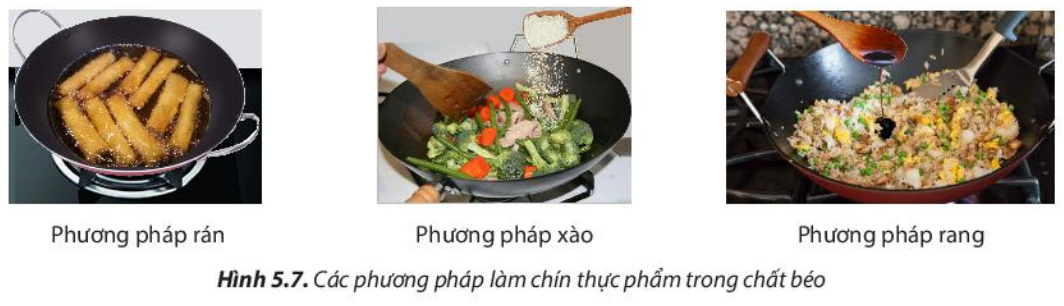 Phương pháp rán
Phương pháp xào
Phương pháp rang
Hình 5.7. Các phương pháp làm chín thực phẩm trong chất béo